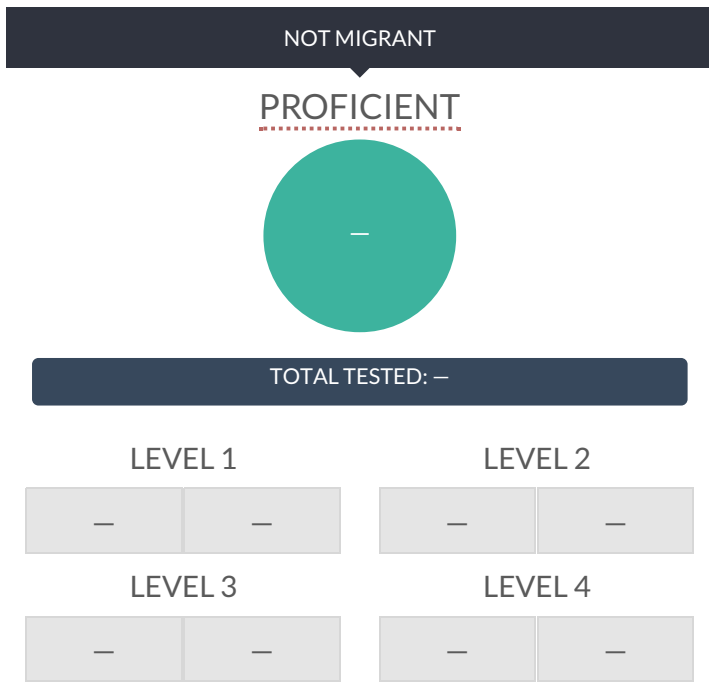 NOT MIGRANT
PROFICIENT
—
TOTAL TESTED: —
LEVEL 1 LEVEL 2
— — — —
LEVEL 3 LEVEL 4
— — — —